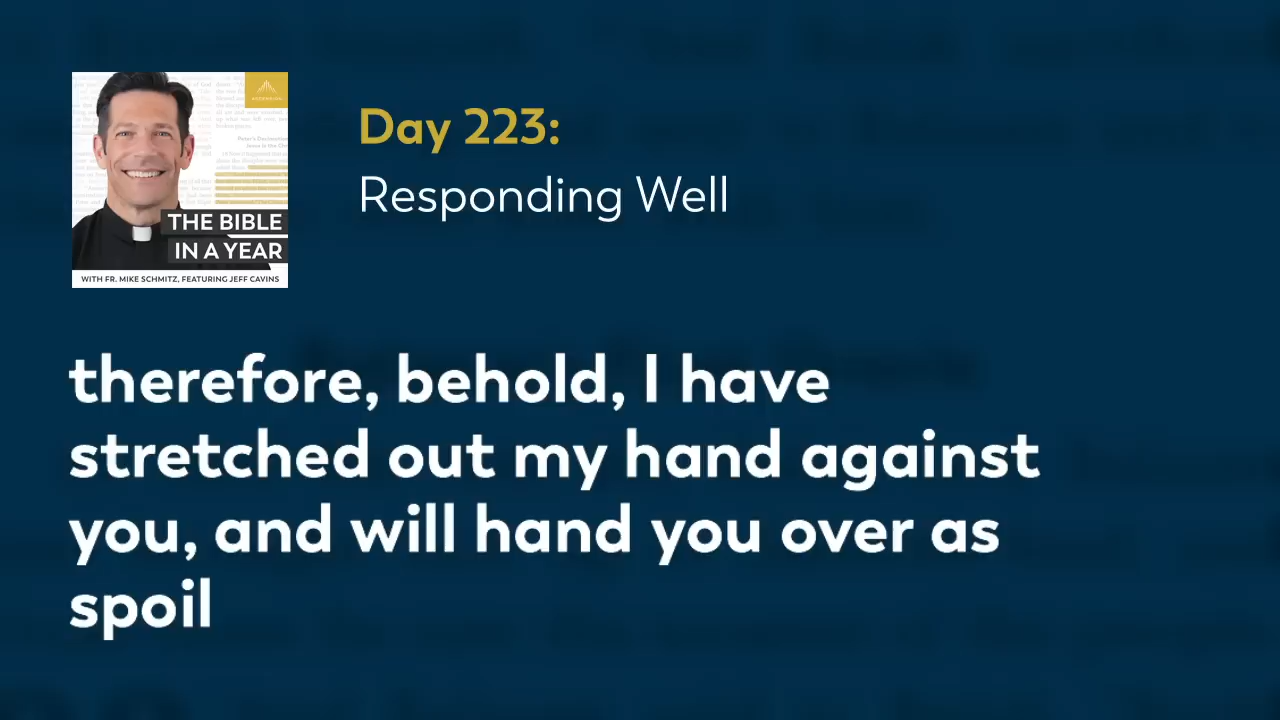 THE BIBLE
IN A YEAR
WITH FR. MIKE SCHMITZ, FEATURING JEFF CAVINS
Day 223:
Responding Well
therefore, behold, I have
stretched out my hand against
you, and will hand you over as
spoil